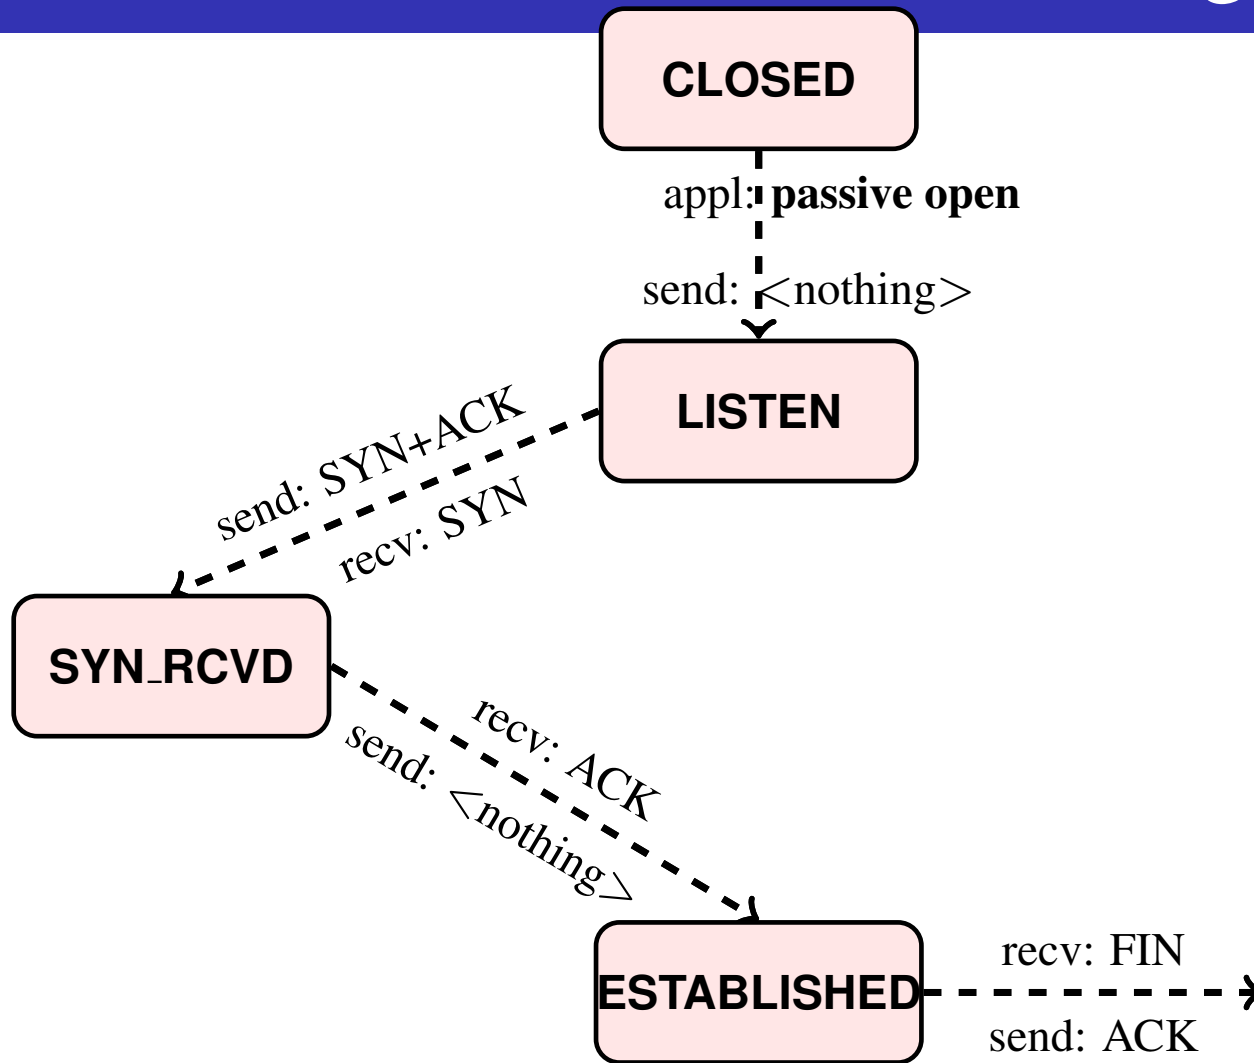 CLOSED
appl: passive open
send: <nothing>
LISTEN
send: SYN+ACK
recv: SYN
SYN_RCVD
recv: ACK
send: <nothing>
ESTABLISHED
recv: FIN
send: ACK